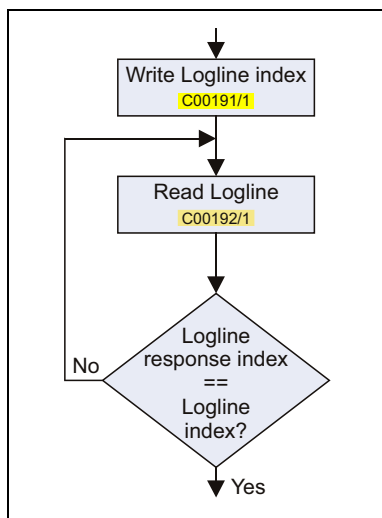 Write Logline index
C00191/1
Read Logline
C00192/1
Logline
response index
==
Logline
index?
No
Yes